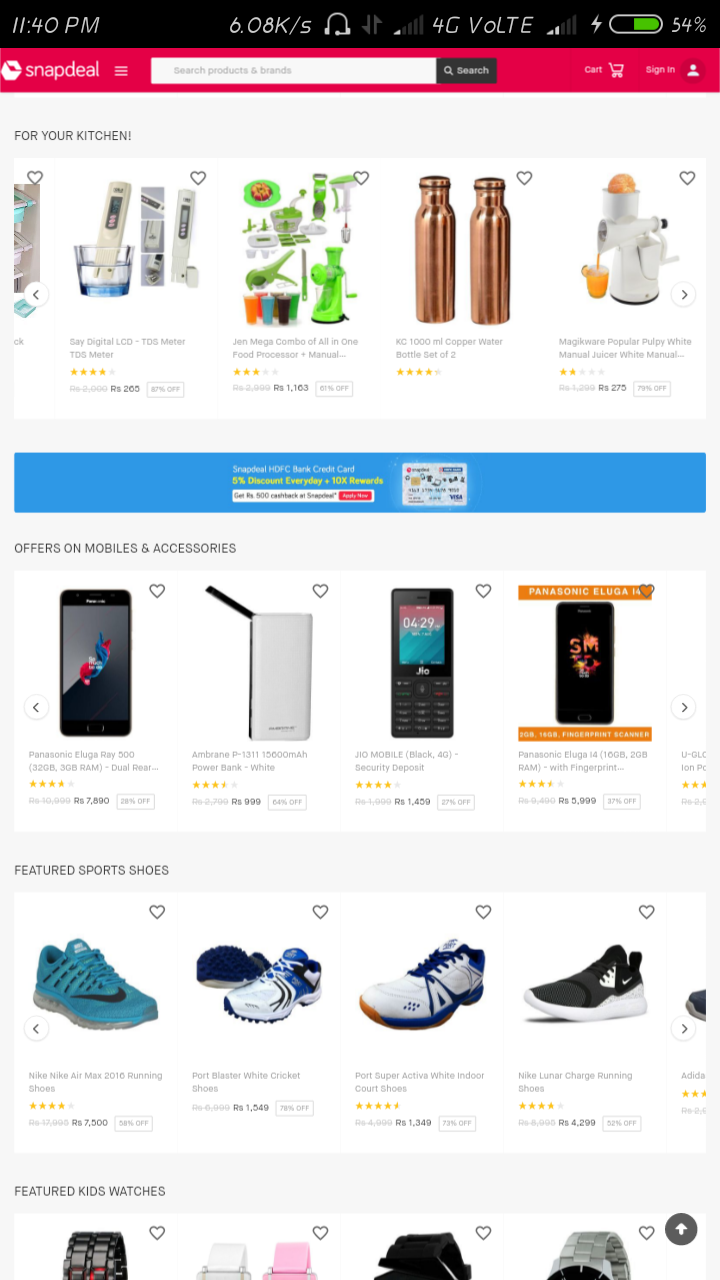 11:40 PM 6.08K/s 4G VoLTE 54%
snapdeal Search products & brands Search Cart Sign In
FOR YOUR KITCHEN!
ck
Say Digital LCD - TDS Meter
TDS Meter
Rs 2,000 Rs 265 87% OFF
Jen Mega Combo of All in One
Food Processor + Manual...
Rs 2,999 Rs 1,163 61% OFF
KC 1000 ml Copper Water
Bottle Set of 2
Magikware Popular Pulpy White
Manual Juicer White Manual...
Rs 1,299 Rs 275 79% OFF
Snapdeal HDFC Bank Credit Card
5% Discount Everyday + 10X Rewards
Get Rs. 500 cashback at Snapdeal* Apply Now
snapdeal
VISA
OFFERS ON MOBILES & ACCESSORIES
Panasonic
Panasonic Eluga Ray 500
(32GB, 3GB RAM) - Dual Rear...
Rs 10,999 Rs 7,890 28% OFF
Ambrane P-1311 15600mAh
Power Bank - White
Rs 2,799 Rs 999 64% OFF
04:29
Jio
JIO MOBILE (Black, 4G) -
Security Deposit
Rs 1,999 Rs 1,459 27% OFF
PANASONIC ELUGA I4
SM
2GB, 16GB, FINGERPRINT SCANNER
Panasonic Eluga I4 (16GB, 2GB
RAM) - with Fingerprint...
Rs 9,490 Rs 5,999 37% OFF
U-GLO
Ion Po
FEATURED SPORTS SHOES
Nike Nike Air Max 2016 Running
Shoes
Rs 17,995 Rs 7,500 58% OFF
Port Blaster White Cricket
Shoes
Rs 6,999 Rs 1,549 78% OFF
Port Super Activa White Indoor
Court Shoes
Rs 4,999 Rs 1,349 73% OFF
Nike Lunar Charge Running
Shoes
Rs 8,995 Rs 4,299 52% OFF
Adida
FEATURED KIDS WATCHES